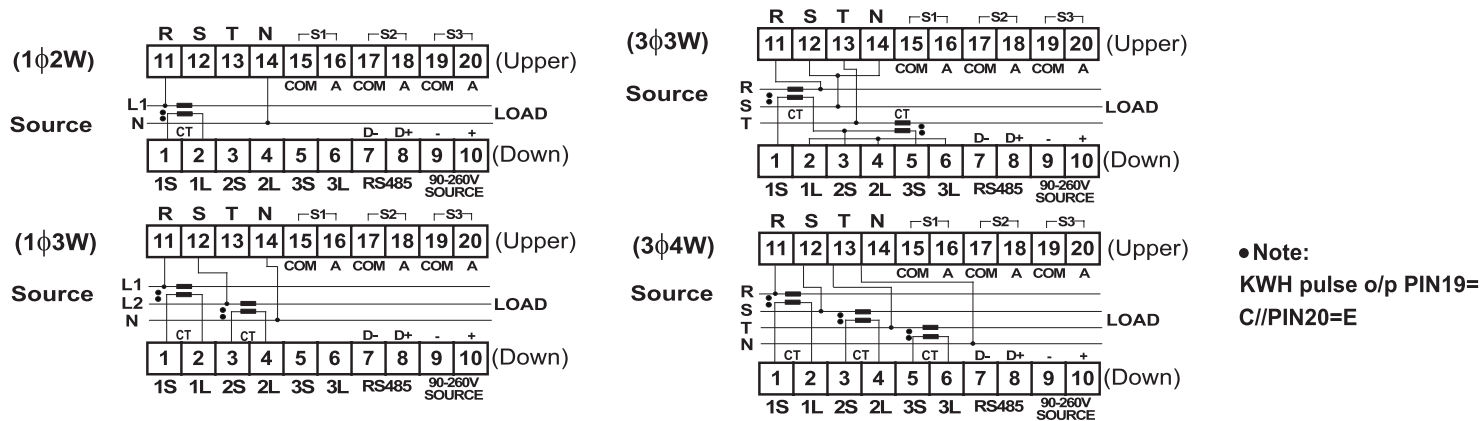 (1ϕ2W)
R S T N S1 S2 S3
11 12 13 14 15 16 17 18 19 20 (Upper)
COM A COM A COM A
L1
Source
LOAD
N
CT
D- D+ - +
1 2 3 4 5 6 7 8 9 10 (Down)
1S 1L 2S 2L 3S 3L RS485 90-260V
SOURCE
(3ϕ3W)
R S T N S1 S2 S3
11 12 13 14 15 16 17 18 19 20 (Upper)
COM A COM A COM A
Source
R
S
LOAD
T
CT CT
D- D+ - +
1 2 3 4 5 6 7 8 9 10 (Down)
1S 1L 2S 2L 3S 3L RS485 90-260V
SOURCE
(1ϕ3W)
R S T N S1 S2 S3
11 12 13 14 15 16 17 18 19 20 (Upper)
COM A COM A COM A
Source
L1
L2
LOAD
N
CT CT
D- D+ - +
1 2 3 4 5 6 7 8 9 10 (Down)
1S 1L 2S 2L 3S 3L RS485 90-260V
SOURCE
(3ϕ4W)
R S T N S1 S2 S3
11 12 13 14 15 16 17 18 19 20 (Upper)
COM A COM A COM A
Source
R
S
LOAD
T
N
CT CT CT
D- D+ - +
1 2 3 4 5 6 7 8 9 10 (Down)
1S 1L 2S 2L 3S 3L RS485 90-260V
SOURCE
●Note:
KWH pulse o/p PIN19=
C//PIN20=E